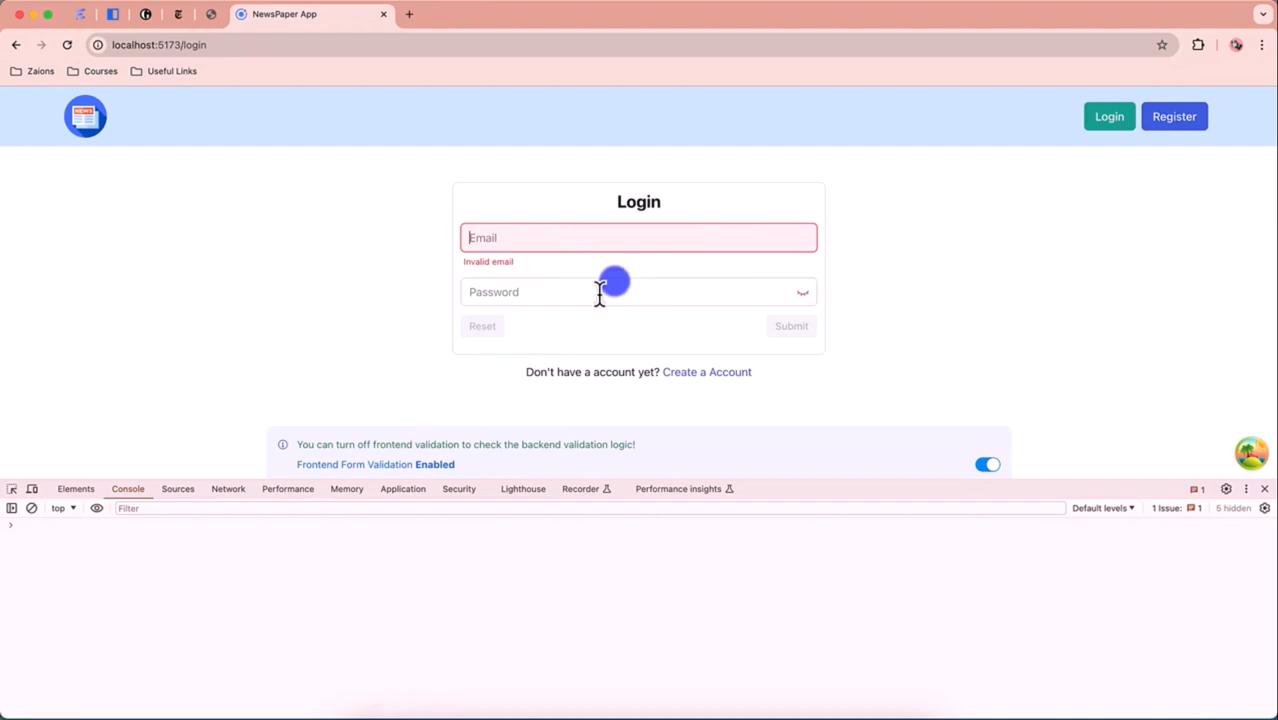 NewsPaper App
localhost:5173/login
Zaions Courses Useful Links
NEWS
Login Register
Login
Email
Invalid email
Password
Reset Submit
Don't have a account yet? Create a Account
You can turn off frontend validation to check the backend validation logic!
Frontend Form Validation Enabled
Elements Console Sources Network Performance Memory Application Security Lighthouse Recorder Performance insights 1
top Filter Default levels 1 Issue: 1 5 hidden